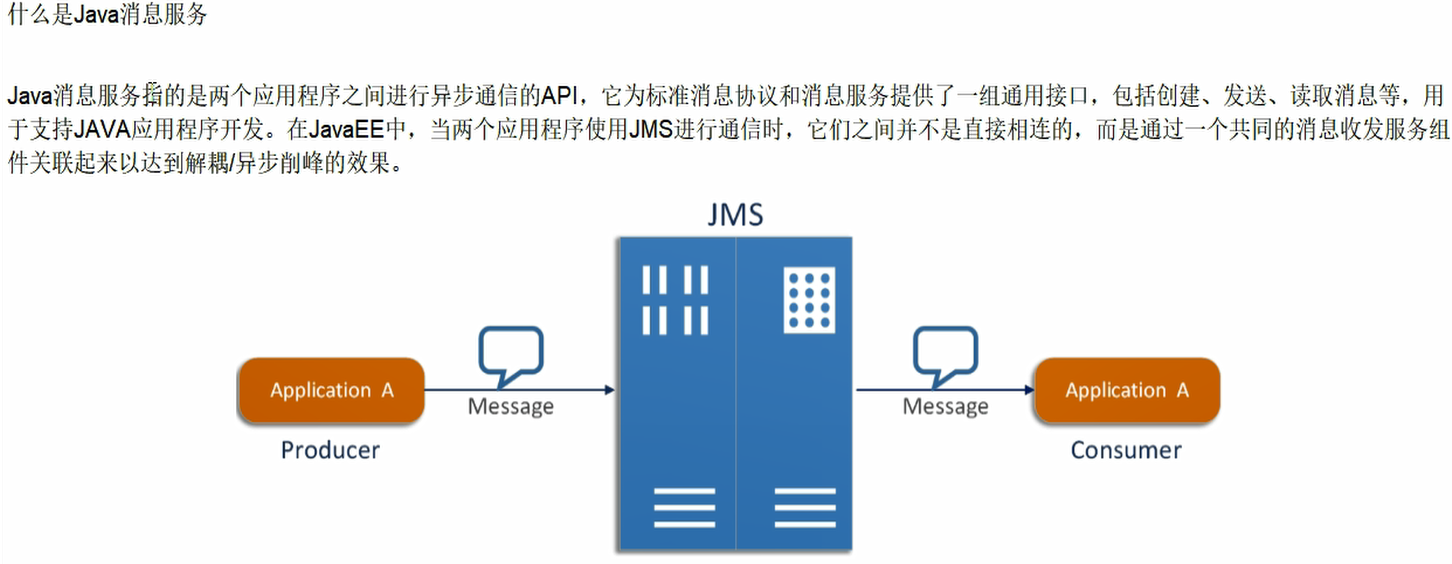 什么是Java消息服务
Java消息服务指的是两个应用程序之间进行异步通信的API，它为标准消息协议和消息服务提供了一组通用接口，包括创建、发送、读取消息等，用
于支持JAVA应用程序开发。在JavaEE中，当两个应用程序使用JMS进行通信时，它们之间并不是直接相连的，而是通过一个共同的消息收发服务组
件关联起来以达到解耦/异步削峰的效果。
JMS
Application A
Message
Message
Application A
Producer
Consumer